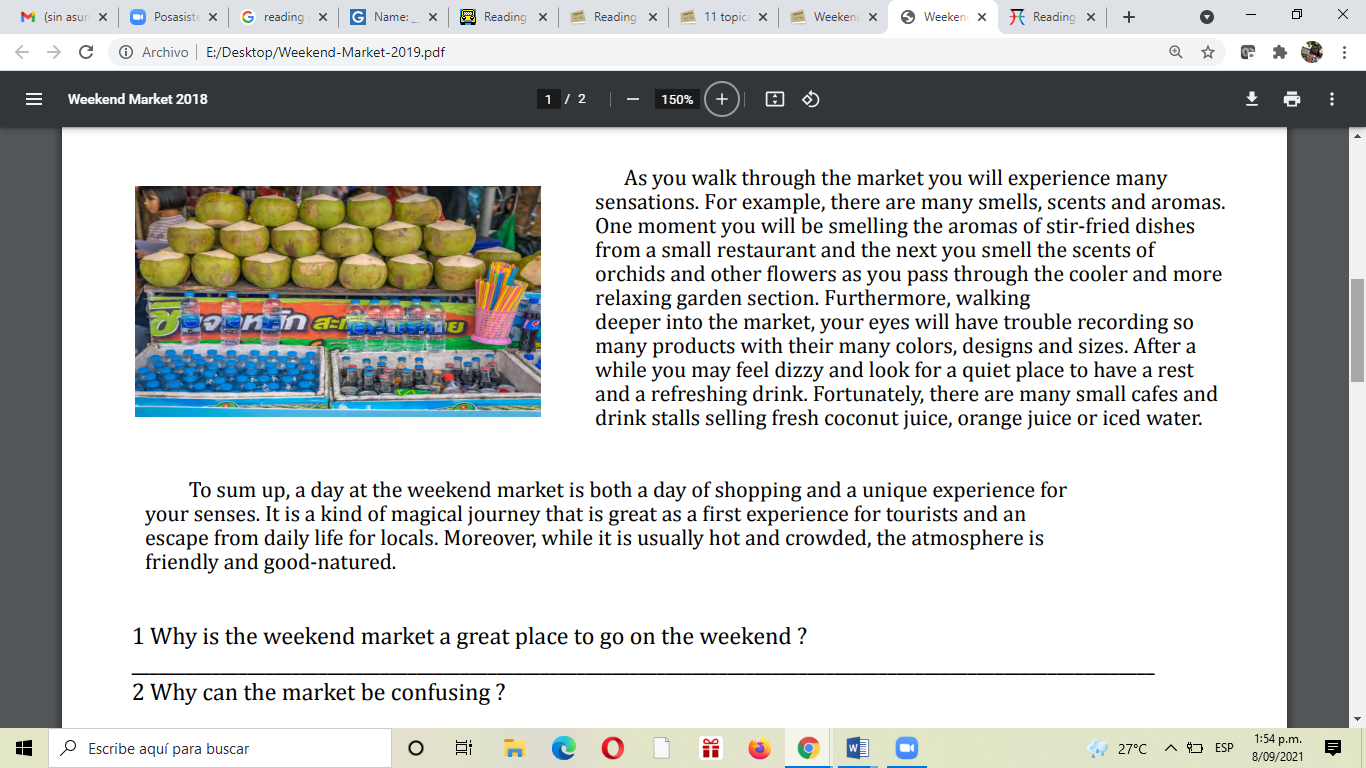 (sin asun
Posasiste
reading
Name: _
Reading
Reading
11 topic
Weeken
Weeken
Reading
Archivo
E:/Desktop/Weekend-Market-2019.pdf
Weekend Market 2018
1 / 2
150%
As you walk through the market you will experience many
sensations. For example, there are many smells, scents and aromas.
One moment you will be smelling the aromas of stir-fried dishes
from a small restaurant and the next you smell the scents of
orchids and other flowers as you pass through the cooler and more
relaxing garden section. Furthermore, walking
deeper into the market, your eyes will have trouble recording so
many products with their many colors, designs and sizes. After a
while you may feel dizzy and look for a quiet place to have a rest
and a refreshing drink. Fortunately, there are many small cafes and
drink stalls selling fresh coconut juice, orange juice or iced water.
To sum up, a day at the weekend market is both a day of shopping and a unique experience for
your senses. It is a kind of magical journey that is great as a first experience for tourists and an
escape from daily life for locals. Moreover, while it is usually hot and crowded, the atmosphere is
friendly and good-natured.
1 Why is the weekend market a great place to go on the weekend ?
2 Why can the market be confusing ?
Escribe aquí para buscar
27°C
ESP
1:54 p.m.
8/09/2021